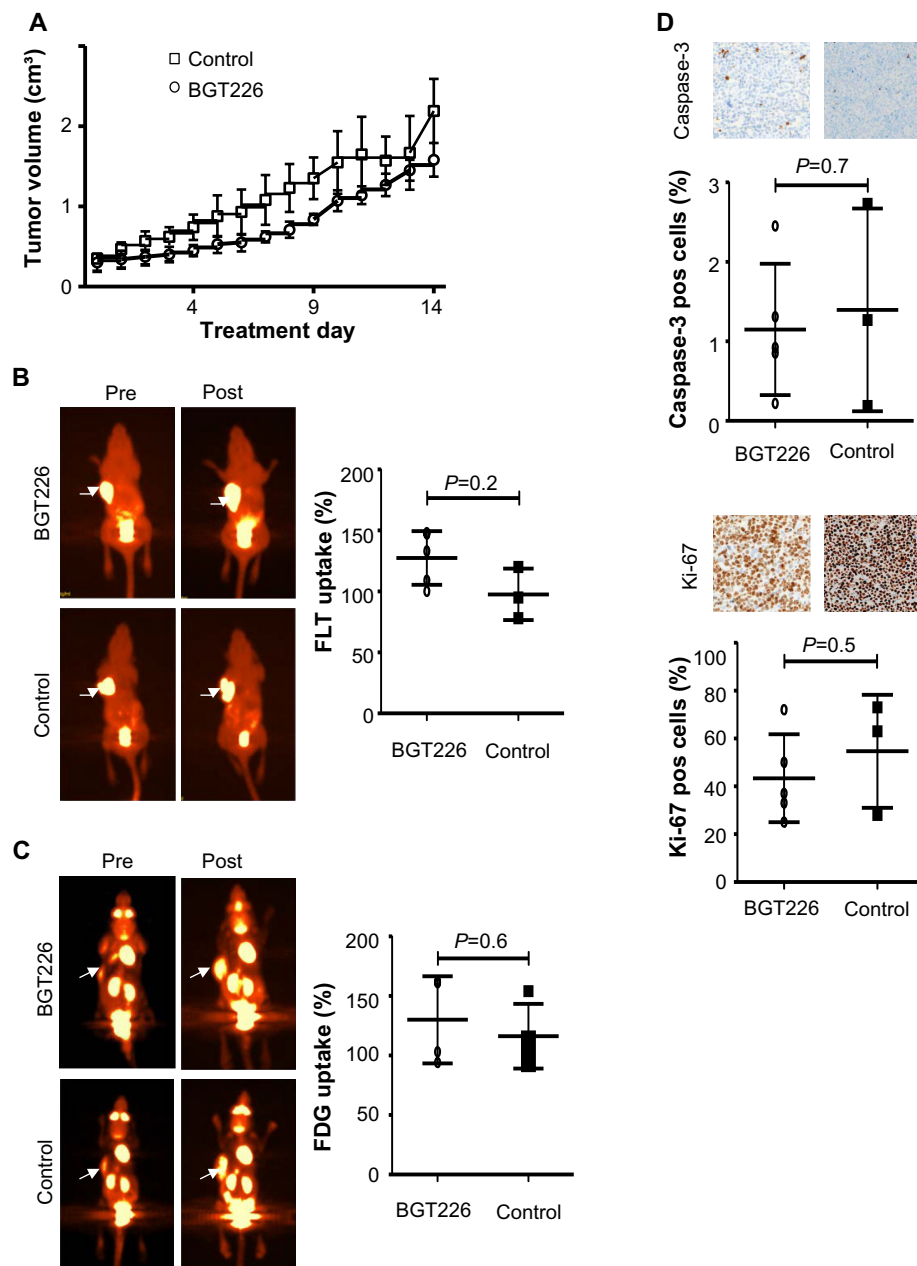 A
Tumor volume (cm³)
2
1
0
Control
BGT226
4
9
14
Treatment day
B
Pre
Post
BGT226
Control
FLT uptake (%)
200
150
100
50
0
P=0.2
BGT226
Control
C
Pre
Post
BGT226
Control
FDG uptake (%)
200
150
100
50
0
P=0.6
BGT226
Control
D
Caspase-3
Caspase-3 pos cells (%)
3
2
1
0
P=0.7
BGT226
Control
Ki-67
Ki-67 pos cells (%)
100
80
60
40
20
0
P=0.5
BGT226
Control